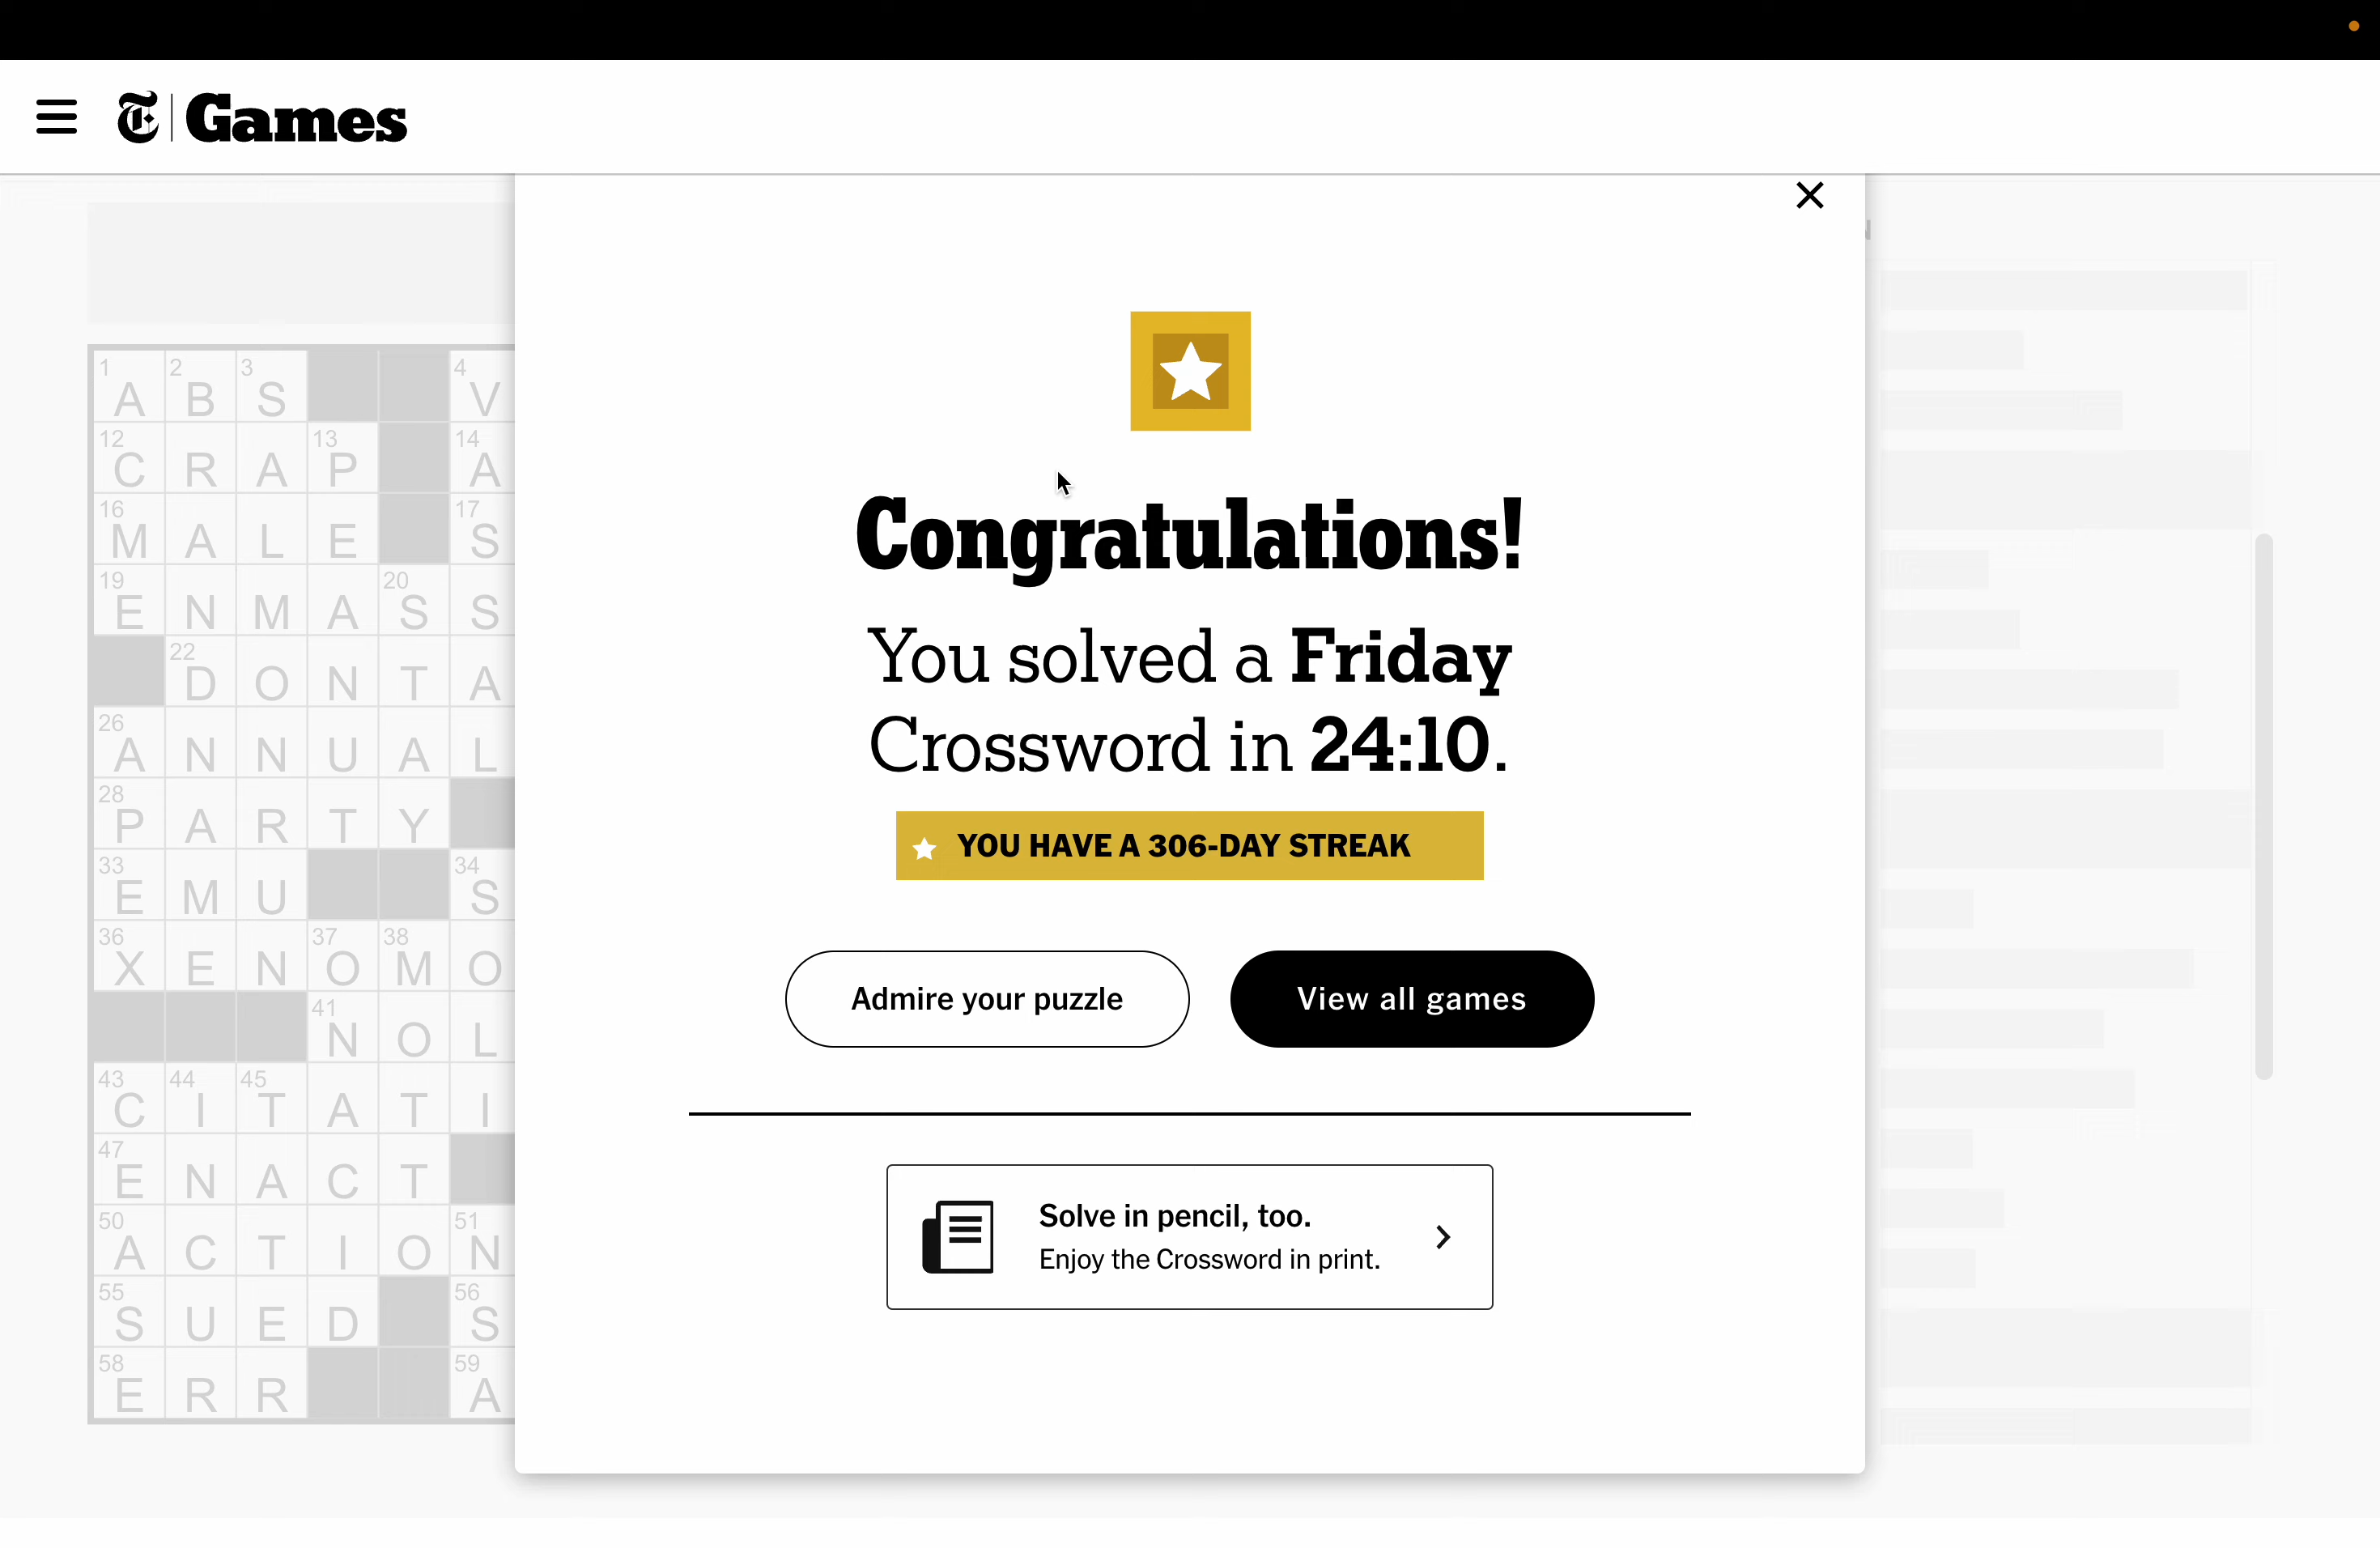 T Games
Congratulations!
You solved a Friday
Crossword in 24:10.
YOU HAVE A 306-DAY STREAK
Admire your puzzle
View all games
Solve in pencil, too.
Enjoy the Crossword in print.
1 2 3 4
A B S V
12 13 14
C R A P A
16 17
M A L E S
19 20
E N M A S S
22
D O N T A
26
A N N U A L
28
P A R T Y
33 34
E M U S
36 37 38
X E N O M O
41
N O L
43 44 45
C I T A T I
47
E N A C T
50 51
A C T I O N
55 56
S U E D S
58 59
E R R A